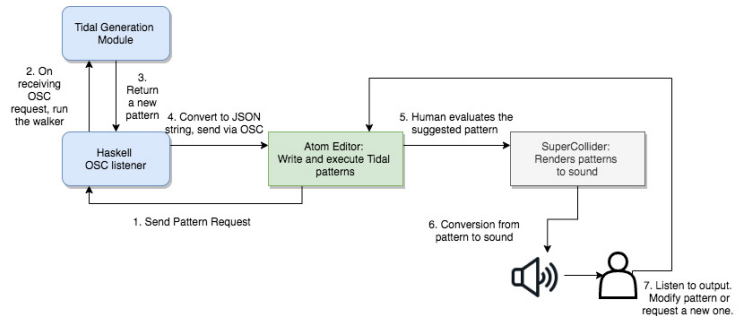 Tidal Generation
Module
2. On
receiving
OSC
request, run
the walker
3.
Return
a new
pattern
4. Convert to JSON
string, send via OSC
5. Human evaluates the
suggested pattern
Haskell
OSC listener
Atom Editor:
Write and execute Tidal
patterns
SuperCollider:
Renders patterns
to sound
1. Send Pattern Request
6. Conversion from
pattern to sound
7. Listen to output.
Modify pattern or
request a new one.